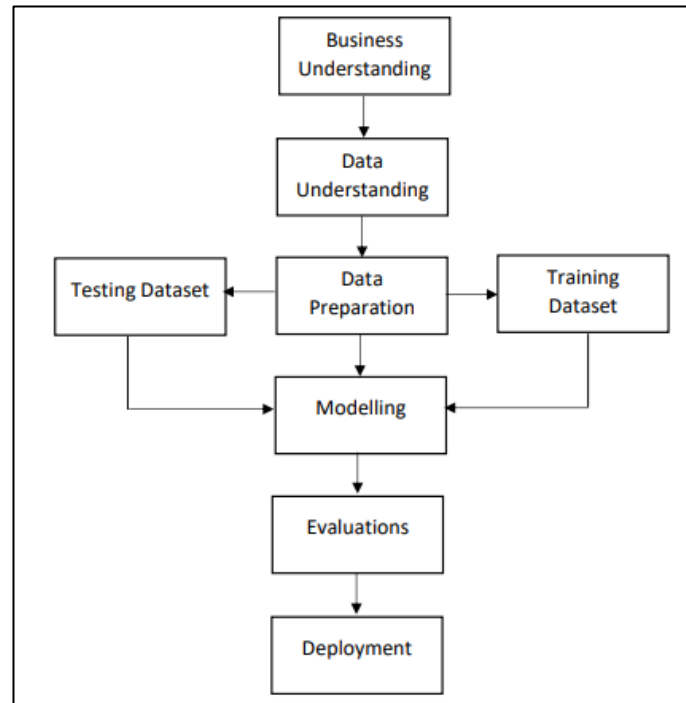 Business
Understanding
Data
Understanding
Testing Dataset
Data
Preparation
Training
Dataset
Modelling
Evaluations
Deployment